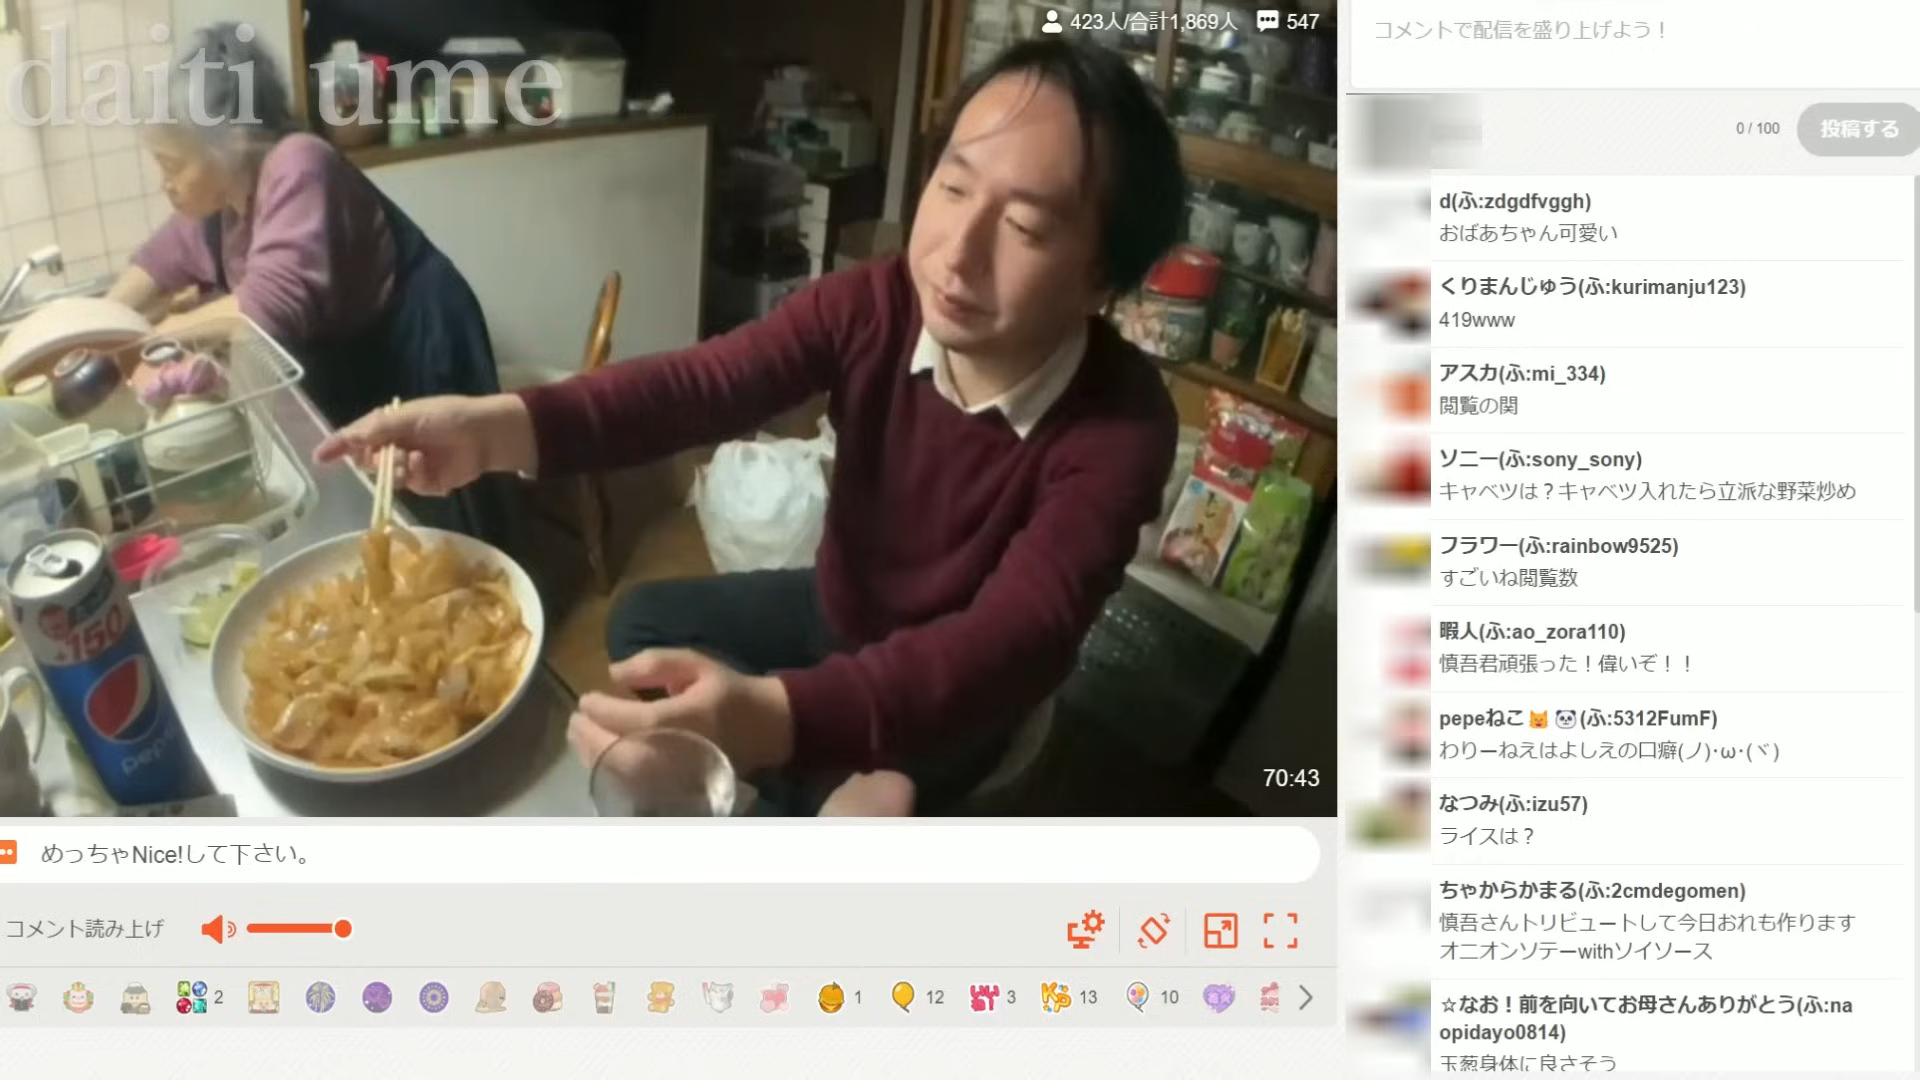 daiti ume
423人/合計1,869人 547
70:43
+150
pepsi
めっちゃNice!して下さい。
コメント読み上げ
2
1
12
3
13
10
コメントで配信を盛り上げよう！
0 / 100
投稿する
d(ふ:zdgdfvggh)
おばあちゃん可愛い
くりまんじゅう(ふ:kurimanju123)
419www
アスカ(ふ:mi_334)
閲覧の関
ソニー(ふ:sony_sony)
キャベツは？キャベツ入れたら立派な野菜炒め
フラワー(ふ:rainbow9525)
すごいね閲覧数
暇人(ふ:ao_zora110)
慎吾君頑張った！偉いぞ！！
pepeねこ🐱🐼(ふ:5312FumF)
わりーねえはよしえの口癖(ノ)･ω･(ヾ)
なつみ(ふ:izu57)
ライスは？
ちゃからかまる(ふ:2cmdegomen)
慎吾さんトリビュートして今日おれも作ります
オニオンソテーwithソイソース
☆なお！前を向いてお母さんありがとう(ふ:na
opidayo0814)
玉葱身体に良さそう